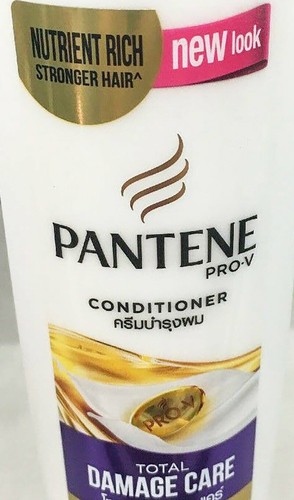 NUTRIENT RICH
STRONGER HAIR^
new look
PANTENE
PRO-V
CONDITIONER
ครีมบำรุงผม
PRO-V
TOTAL
DAMAGE CARE